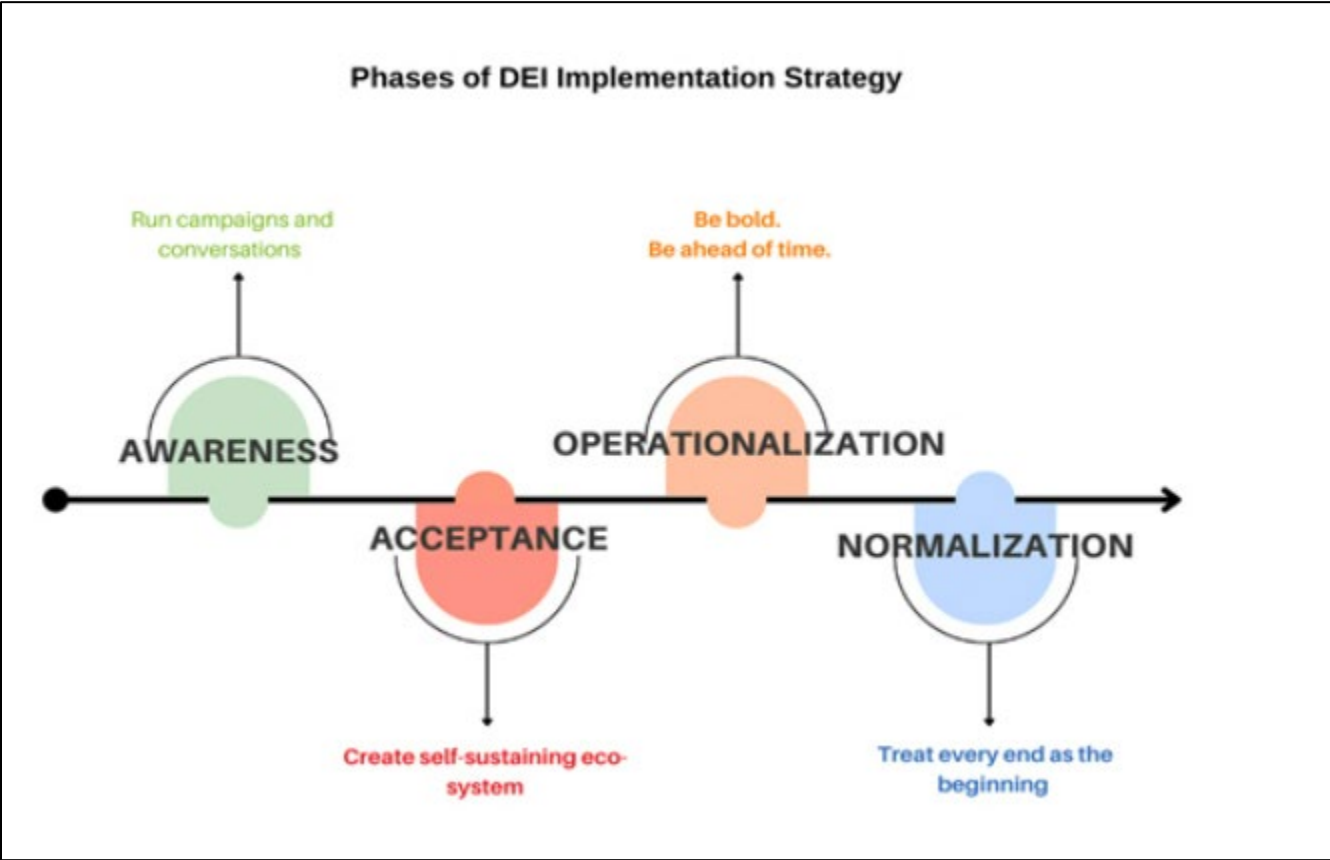 Phases of DEI Implementation Strategy
Run campaigns and
conversations
Be bold.
Be ahead of time.
AWARENESS
OPERATIONALIZATION
ACCEPTANCE
NORMALIZATION
Create self-sustaining eco-
system
Treat every end as the
beginning